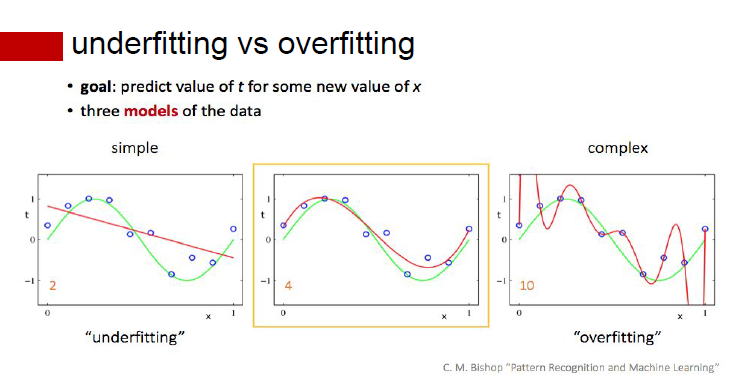 underfitting vs overfitting
• goal: predict value of t for some new value of x
• three models of the data
simple
complex
1
t
0
−1
2
0
x
1
1
t
0
−1
4
0
x
1
1
t
0
−1
10
0
x
1
“underfitting”
“overfitting”
C. M. Bishop “Pattern Recognition and Machine Learning”